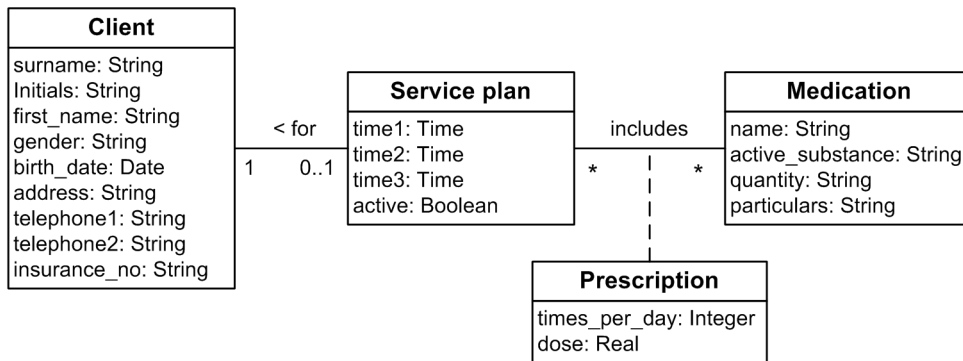 Client
surname: String
Initials: String
first_name: String
gender: String
birth_date: Date
address: String
telephone1: String
telephone2: String
insurance_no: String
< for
1
0..1
Service plan
time1: Time
time2: Time
time3: Time
active: Boolean
includes
*
*
Medication
name: String
active_substance: String
quantity: String
particulars: String
Prescription
times_per_day: Integer
dose: Real